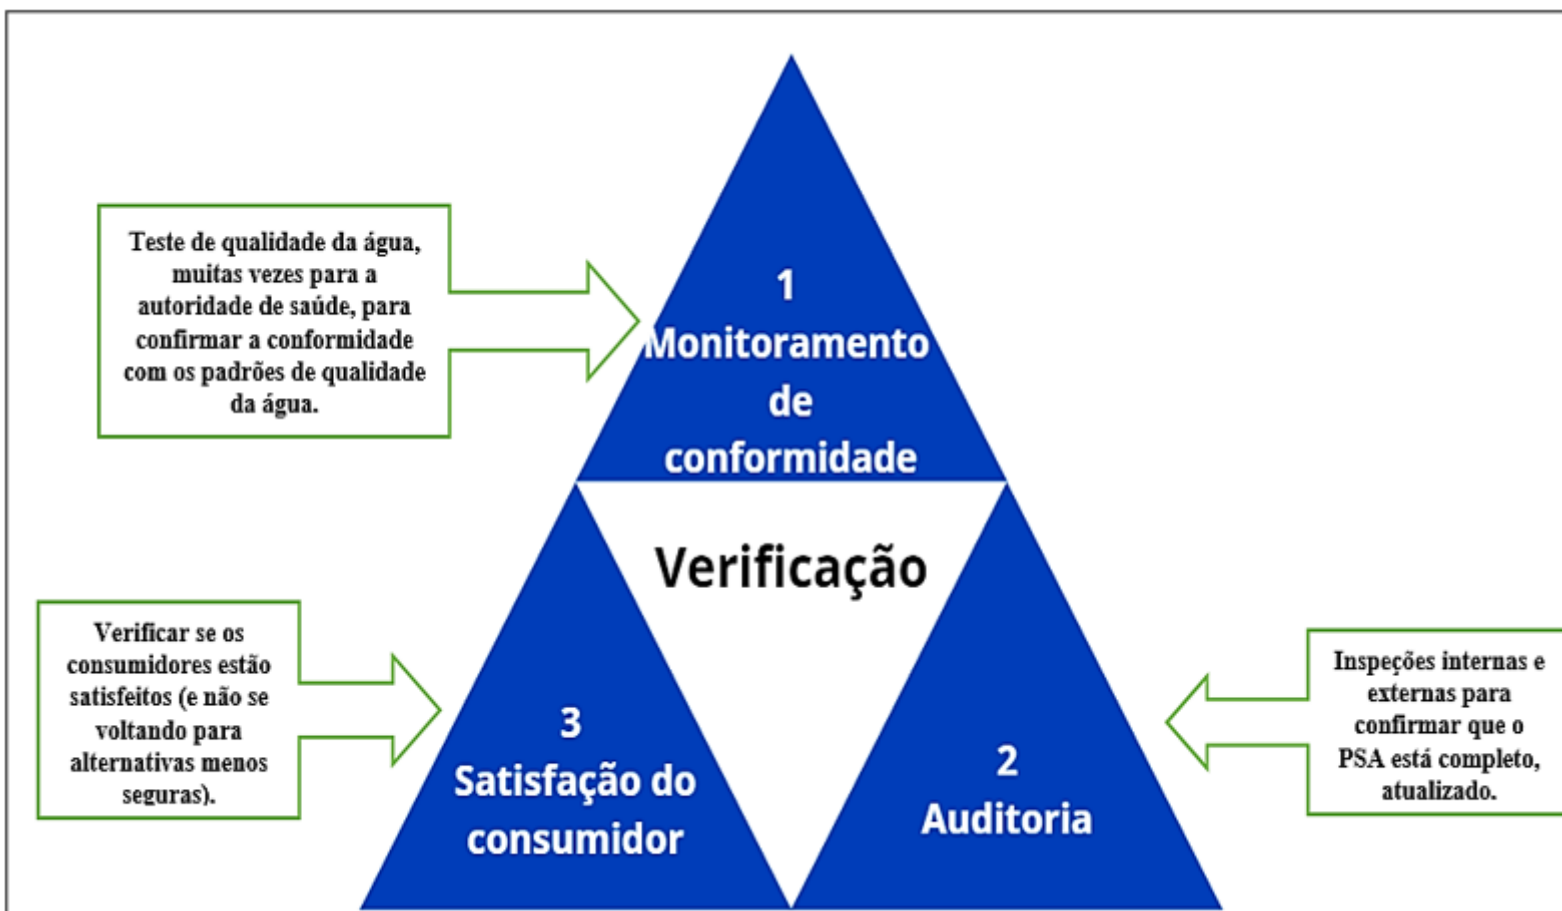 Teste de qualidade da água,
muitas vezes para a
autoridade de saúde, para
confirmar a conformidade
com os padrões de qualidade
da água.
1
Monitoramento
de
conformidade
Verificação
Verificar se os
consumidores estão
satisfeitos (e não se
voltando para
alternativas menos
seguras).
3
Satisfação do
consumidor
2
Auditoria
Inspeções internas e
externas para
confirmar que o
PSA está completo,
atualizado.